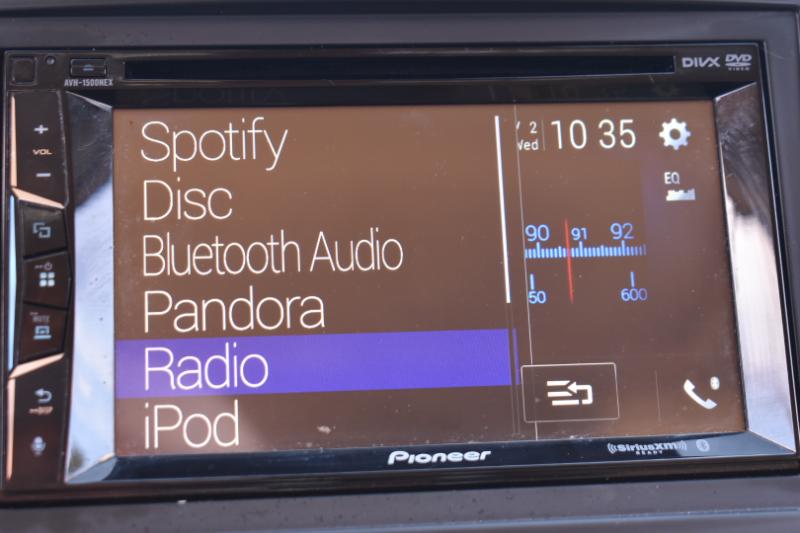 DIVX DVD
VIDEO
AVH-1500NEX
+
VOL
−
MUTE
Spotify
Disc
Bluetooth Audio
Pandora
Radio
iPod
2
Wed
10 35
EQ
90 91 92
50 600
Pioneer
SiriusXM
READY